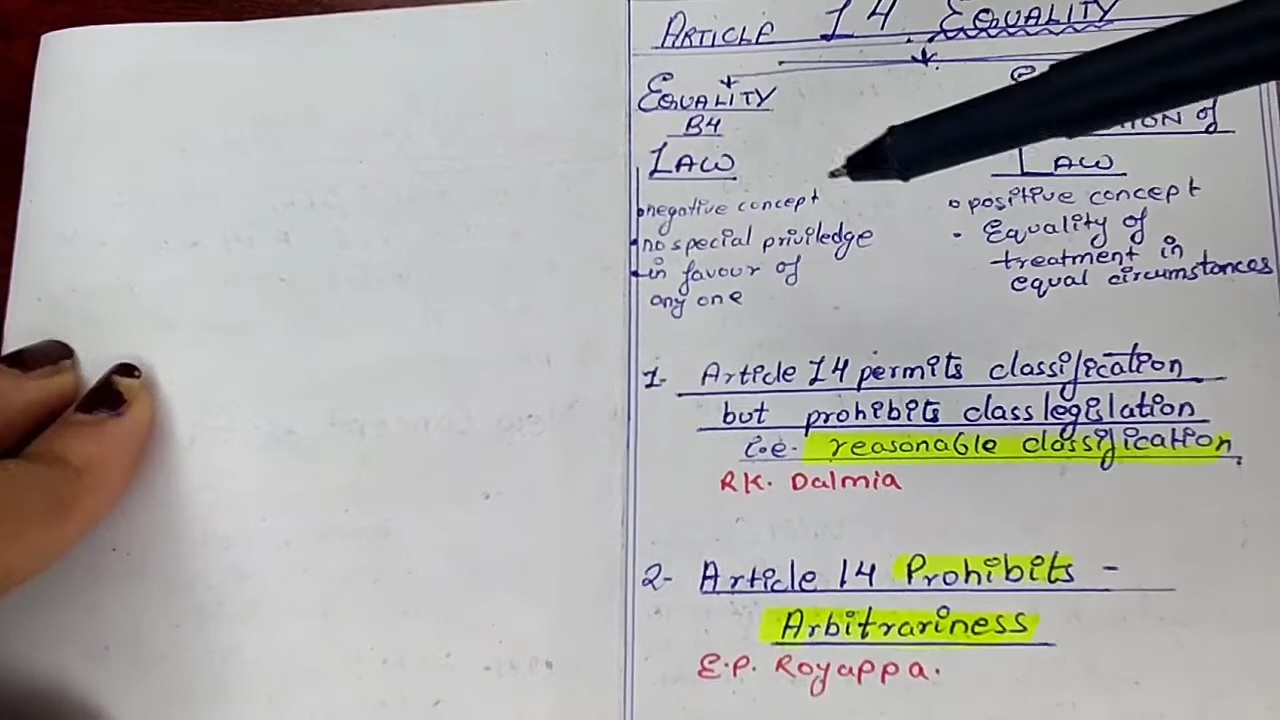 ARTICLE 14 EQUALITY
EQUALITY
B4
LAW
negative concept
no special priviledge
in favour of
any one
of
LAW
positive concept
Equality of
treatment in
equal circumstances
1- Article 14 permits classification
but prohibits class legislation
i.e. reasonable classification
RK. Dalmia
2- Article 14 Prohibits -
Arbitrariness
E.P. Royappa.